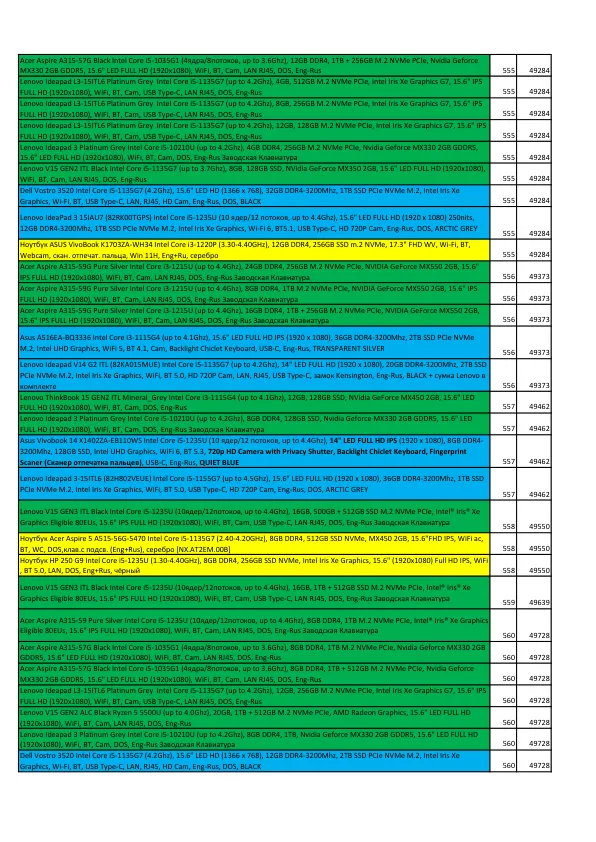 Acer Aspire A315-57G Black Intel Core i5-1035G1 (4ядра/8потоков, up to 3.6Ghz), 12GB DDR4, 1TB + 256GB M.2 NVMe PCIe, Nvidia Geforce
MX330 2GB GDDR5, 15.6" LED FULL HD (1920x1080), WiFi, BT, Cam, LAN RJ45, DOS, Eng-Rus 555 49284
Lenovo Ideapad L3-15ITL6 Platinum Grey Intel Core i5-1135G7 (up to 4.2Ghz), 4GB, 512GB M.2 NVMe PCIe, Intel Iris Xe Graphics G7, 15.6" IPS
FULL HD (1920x1080), WiFi, BT, Cam, USB Type-C, LAN RJ45, DOS, Eng-Rus 555 49284
Lenovo Ideapad L3-15ITL6 Platinum Grey Intel Core i5-1135G7 (up to 4.2Ghz), 8GB, 256GB M.2 NVMe PCIe, Intel Iris Xe Graphics G7, 15.6" IPS
FULL HD (1920x1080), WiFi, BT, Cam, USB Type-C, LAN RJ45, DOS, Eng-Rus 555 49284
Lenovo Ideapad L3-15ITL6 Platinum Grey Intel Core i5-1135G7 (up to 4.2Ghz), 12GB, 128GB M.2 NVMe PCIe, Intel Iris Xe Graphics G7, 15.6" IPS
FULL HD (1920x1080), WiFi, BT, Cam, USB Type-C, LAN RJ45, DOS, Eng-Rus 555 49284
Lenovo Ideapad 3 Platinum Grey Intel Core i5-10210U (up to 4.2Ghz), 4GB DDR4, 256GB M.2 NVMe PCIe, Nvidia Geforce MX330 2GB GDDR5,
15.6" LED FULL HD (1920x1080), WiFi, BT, Cam, DOS, Eng-Rus Заводская Клавиатура 555 49284
Lenovo V15 GEN2 ITL Black Intel Core i5-1135G7 (up to 3.7Ghz), 8GB, 128GB SSD, NVidia GeForce MX350 2GB, 15.6" LED FULL HD (1920x1080),
WiFi, BT, Cam, USB Type-C, LAN RJ45, DOS, Eng-Rus 555 49284
Dell Vostro 3520 Intel Core i5-1135G7 (4.2Ghz), 15.6" LED HD (1366 x 768), 32GB DDR4-3200Mhz, 1TB SSD PCIe NVMe M.2, Intel Iris Xe
Graphics, Wi-Fi, BT, USB Type-C, LAN, RJ45, HD Cam, Eng-Rus, DOS, BLACK 555 49284
Lenovo IdeaPad 3 15IAU7 (82RK00TGPS) Intel Core i5-1235U (10 ядер/12 потоков, up to 4.4Ghz), 15.6" LED FULL HD (1920 x 1080) 250nits,
12GB DDR4-3200Mhz, 1TB SSD PCIe NVMe M.2, Intel Iris Xe Graphics, Wi-Fi 6, BT5.1, USB Type-C, HD 720P Cam, Eng-Rus, DOS, ARCTIC GREY 555 49284
Ноутбук ASUS VivoBook K1703ZA-WH34 Intel Core i3-1220P (3.30-4.40GHz), 12GB DDR4, 256GB SSD m.2 NVMe, 17.3" FHD WV, Wi-Fi, BT,
Webcam, скан. отпечат. пальца, Win 11H, Eng+Ru, серебро 555 49284
Acer Aspire A315-59G Pure Silver Intel Core i3-1215U (up to 4.4Ghz), 24GB DDR4, 256GB M.2 NVMe PCIe, NVIDIA GeForce MX550 2GB, 15.6"
IPS FULL HD (1920x1080), WiFi, BT, Cam, LAN RJ45, DOS, Eng-Rus Заводская Клавиатура 556 49373
Acer Aspire A315-59G Pure Silver Intel Core i3-1215U (up to 4.4Ghz), 8GB DDR4, 1TB M.2 NVMe PCIe, NVIDIA GeForce MX550 2GB, 15.6" IPS
FULL HD (1920x1080), WiFi, BT, Cam, LAN RJ45, DOS, Eng-Rus Заводская Клавиатура 556 49373
Acer Aspire A315-59G Pure Silver Intel Core i3-1215U (up to 4.4Ghz), 16GB DDR4, 1TB + 256GB M.2 NVMe PCIe, NVIDIA GeForce MX550 2GB,
15.6" IPS FULL HD (1920x1080), WiFi, BT, Cam, LAN RJ45, DOS, Eng-Rus Заводская Клавиатура 556 49373
Asus A516EA-BQ3336 Intel Core i3-1115G4 (up to 4.1Ghz), 15.6" LED FULL HD IPS (1920 x 1080), 36GB DDR4-3200Mhz, 2TB SSD PCIe NVMe
M.2, Intel UHD Graphics, WiFi 5, BT 4.1, Cam, Backlight Chiclet Keyboard, USB-C, Eng-Rus, TRANSPARENT SILVER 556 49373
Lenovo IdeaPad V14 G2 ITL (82KA015MUE) Intel Core i5-1135G7 (up to 4.2Ghz), 14" LED FULL HD (1920x1080), 20GB DDR4-3200Mhz, 2TB SSD
PCIe NVMe M.2, Intel Iris Xe Graphics, WiFi, BT 5.0, HD 720P Cam, LAN, RJ45, USB Type-C, замок Kensington, Eng-Rus, BLACK + сумка Lenovo в
комплекте 556 49373
Lenovo ThinkBook 15 GEN2 ITL Mineral_Grey Intel Core i3-1115G4 (up to 4.1Ghz), 12GB, 128GB SSD, NVidia GeForce MX450 2GB, 15.6" LED FULL
HD (1920x1080), WiFi, BT, Cam, DOS, Eng-Rus 557 49462
Lenovo Ideapad 3 Platinum Grey Intel Core i5-10210U (up to 4.2Ghz), 8GB DDR4, 128GB SSD, Nvidia Geforce MX330 2GB GDDR5, 15.6" LED
FULL HD (1920x1080), WiFi, BT, Cam, DOS, Eng-Rus Заводская Клавиатура 557 49462
Asus Vivobook 14 X1402ZA-EB110WS Intel Core i5-1235U (10 ядер/12 потоков, up to 4.4Ghz), 14" LED FULL HD IPS (1920 x 1080), 8GB DDR4-
3200Mhz, 128GB SSD, Intel UHD Graphics, WiFi 6, BT 5.3, 720p HD Camera with Privacy Shutter, Backlight Chiclet Keyboard, Fingerprint
Scaner (Сканер отпечатка пальцев), USB-C, Eng-Rus, QUIET BLUE 557 49462
Lenovo Ideapad 3-15ITL6 (82H802VEUE) Intel Core i5-1155G7 (up to 4.5Ghz), 15.6" LED FULL HD (1920 x 1080), 36GB DDR4-3200Mhz, 1TB SSD
PCIe NVMe M.2, Intel Iris Xe Graphics, WiFi, BT 5.0, USB Type-C, HD 720P Cam, Eng-Rus, DOS, ARCTIC GREY 557 49462
Lenovo V15 GEN3 ITL Black Intel Core i5-1235U (10ядер/12потоков, up to 4.4Ghz), 16GB, 500GB + 512GB SSD M.2 NVMe PCIe, Intel® Iris® Xe
Graphics Eligible 80EUs, 15.6" IPS FULL HD (1920x1080), WiFi, BT, Cam, USB Type-C, LAN RJ45, DOS, Eng-Rus 558 49550
Ноутбук Acer Aspire 5 A515-56G-5470 Intel Core i5-1135G7 (2.40-4.20GHz), 8GB DDR4, 512GB SSD NVMe, MX450 2GB, 15.6"FHD IPS, WiFi ac,
BT, WC, DOS,клав.с подсв. (Eng+Rus), серебро [NX.AT2EM.00B] 558 49550
Ноутбук HP 250 G9 Intel Core i5-1235U (1.30-4.40GHz), 8GB DDR4, 256GB SSD NVMe, Intel Iris Xe Graphics, 15.6" (1920x1080) Full HD IPS, WiFi
, BT 5.0, LAN, DOS, Eng+Rus, чёрный 558 49550
Lenovo V15 GEN3 ITL Black Intel Core i5-1235U (10ядер/12потоков, up to 4.4Ghz), 16GB, 1TB + 512GB SSD M.2 NVMe PCIe, Intel® Iris® Xe
Graphics Eligible 80EUs, 15.6" IPS FULL HD (1920x1080), WiFi, BT, Cam, USB Type-C, LAN RJ45, DOS, Eng-Rus 559 49639
Acer Aspire A315-59 Pure Silver Intel Core i5-1235U (10ядер/12потоков, up to 4.4Ghz), 8GB DDR4, 1TB M.2 NVMe PCIe, Intel® Iris® Xe Graphics
Eligible 80EUs, 15.6" IPS FULL HD (1920x1080), WiFi, BT, Cam, LAN RJ45, DOS, Eng-Rus Заводская Клавиатура 560 49728
Acer Aspire A315-57G Black Intel Core i5-1035G1 (4ядра/8потоков, up to 3.6Ghz), 8GB DDR4, 1TB M.2 NVMe PCIe, Nvidia Geforce MX330 2GB
GDDR5, 15.6" LED FULL HD (1920x1080), WiFi, BT, Cam, LAN RJ45, DOS, Eng-Rus 560 49728
Acer Aspire A315-57G Black Intel Core i5-1035G1 (4ядра/8потоков, up to 3.6Ghz), 8GB DDR4, 1TB + 512GB M.2 NVMe PCIe, Nvidia Geforce
MX330 2GB GDDR5, 15.6" LED FULL HD (1920x1080), WiFi, BT, Cam, LAN RJ45, DOS, Eng-Rus 560 49728
Lenovo Ideapad L3-15ITL6 Platinum Grey Intel Core i5-1135G7 (up to 4.2Ghz), 12GB, 256GB M.2 NVMe PCIe, Intel Iris Xe Graphics G7, 15.6" IPS
FULL HD (1920x1080), WiFi, BT, Cam, USB Type-C, LAN RJ45, DOS, Eng-Rus 560 49728
Lenovo V15 GEN2 ALC Black Ryzen 5 5500U (up to 4.0Ghz), 20GB, 1TB + 512GB M.2 NVMe PCIe, AMD Radeon Graphics, 15.6" LED FULL HD
(1920x1080), WiFi, BT, Cam, LAN RJ45, DOS, Eng-Rus 560 49728
Lenovo Ideapad 3 Platinum Grey Intel Core i5-10210U (up to 4.2Ghz), 8GB DDR4, 1TB, Nvidia Geforce MX330 2GB GDDR5, 15.6" LED FULL HD
(1920x1080), WiFi, BT, Cam, DOS, Eng-Rus Заводская Клавиатура 560 49728
Dell Vostro 3520 Intel Core i5-1135G7 (4.2Ghz), 15.6" LED HD (1366 x 768), 12GB DDR4-3200Mhz, 2TB SSD PCIe NVMe M.2, Intel Iris Xe
Graphics, Wi-Fi, BT, USB Type-C, LAN, RJ45, HD Cam, Eng-Rus, DOS, BLACK 560 49728